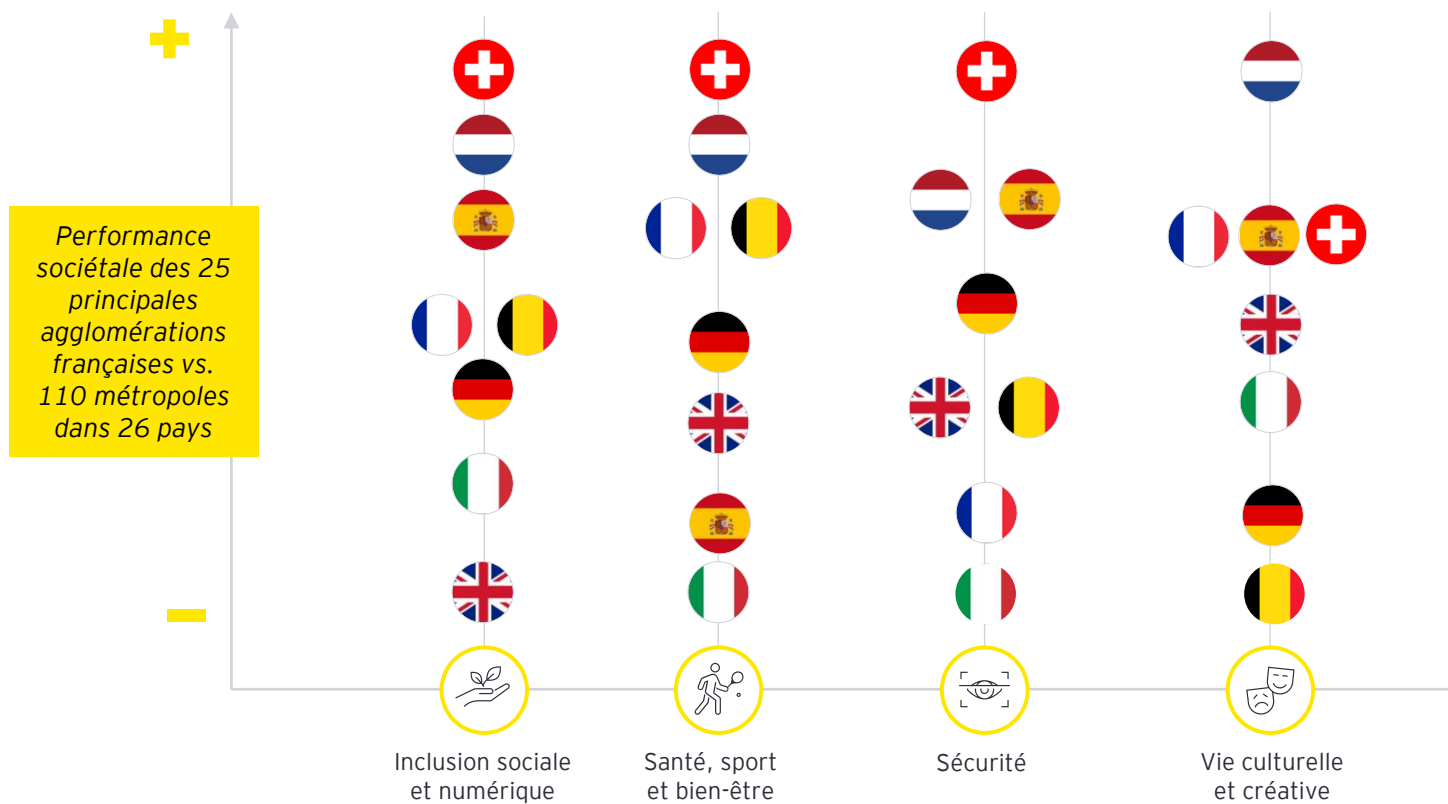 Performance
sociétale des 25
principales
agglomérations
françaises vs.
110 métropoles
dans 26 pays
Inclusion sociale
et numérique
Santé, sport
et bien-être
Sécurité
Vie culturelle
et créative